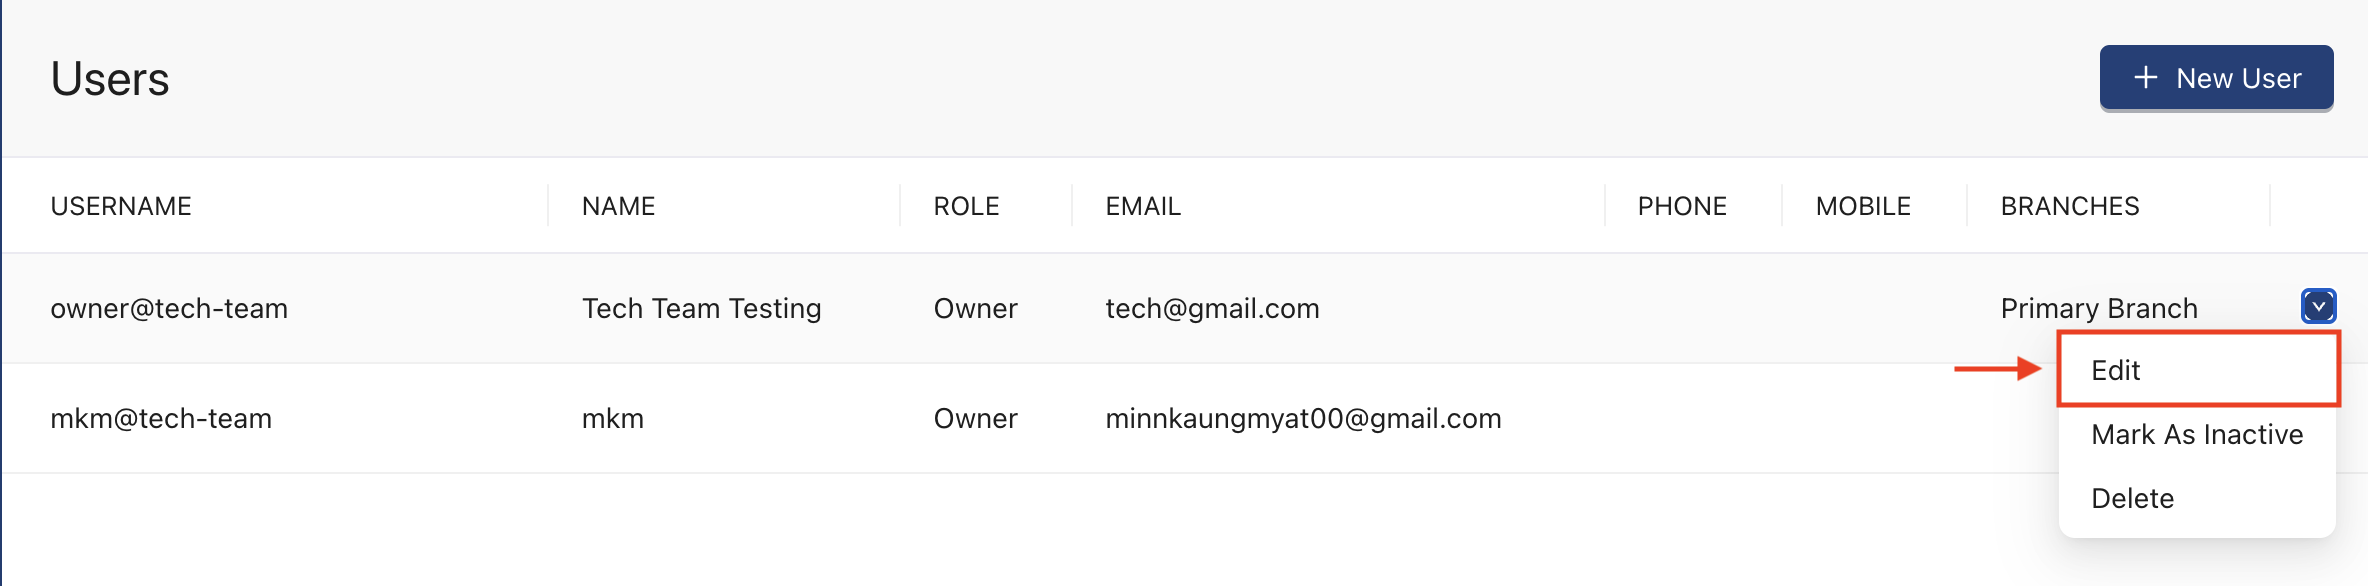 Users
+ New User
USERNAME NAME ROLE EMAIL PHONE MOBILE BRANCHES
owner@tech-team Tech Team Testing Owner tech@gmail.com Primary Branch
Edit
mkm@tech-team mkm Owner minnkaungmyat00@gmail.com
Mark As Inactive
Delete